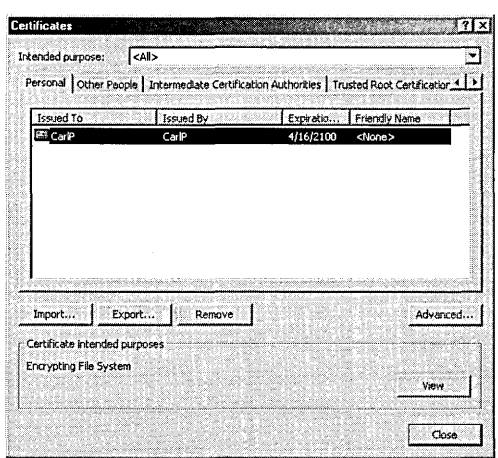 Certificates
Intended purpose: <All>
Personal Other People Intermediate Certification Authorities Trusted Root Certification
Issued To Issued By Expiratio... Friendly Name
CarlP CarlP 4/16/2100 <None>
Import... Export... Remove Advanced...
Certificate intended purposes
Encrypting File System
View
Close